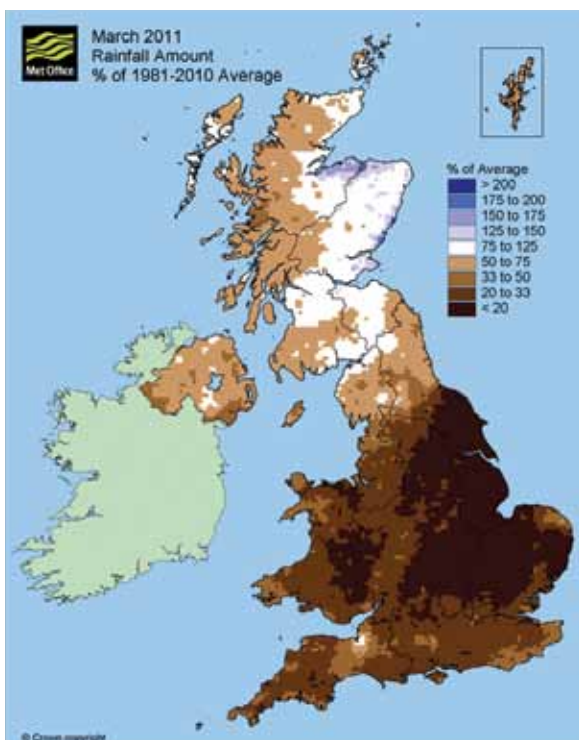 Met Office
March 2011
Rainfall Amount
% of 1981-2010 Average
% of Average
> 200
175 to 200
150 to 175
125 to 150
75 to 125
50 to 75
33 to 50
20 to 33
< 20
© Crown copyright